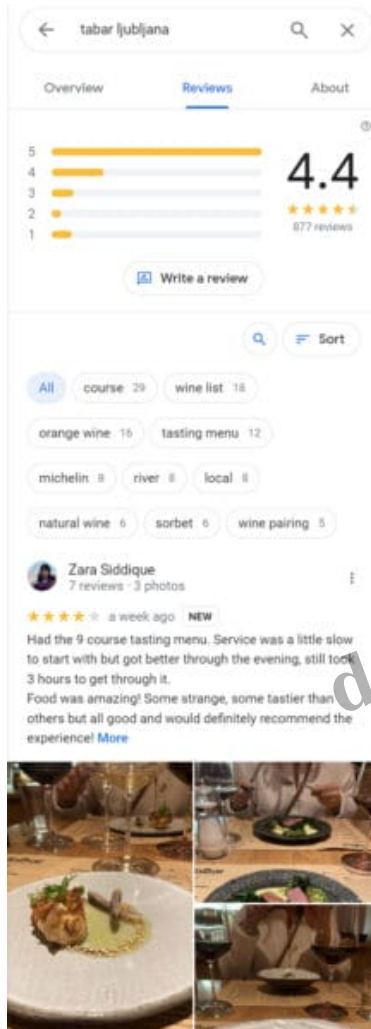 tabar ljubljana
Overview Reviews About
5
4
3
2
1
4.4
877 reviews
Write a review
Sort
All course 29 wine list 18
orange wine 16 tasting menu 12
michelin 8 river 8 local 8
natural wine 6 sorbet 6 wine pairing 5
Zara Siddique
7 reviews · 3 photos
a week ago NEW
Had the 9 course tasting menu. Service was a little slow
to start with but got better through the evening, still took
3 hours to get through it.
Food was amazing! Some strange, some tastier than
others but all good and would definitely recommend the
experience! More
d